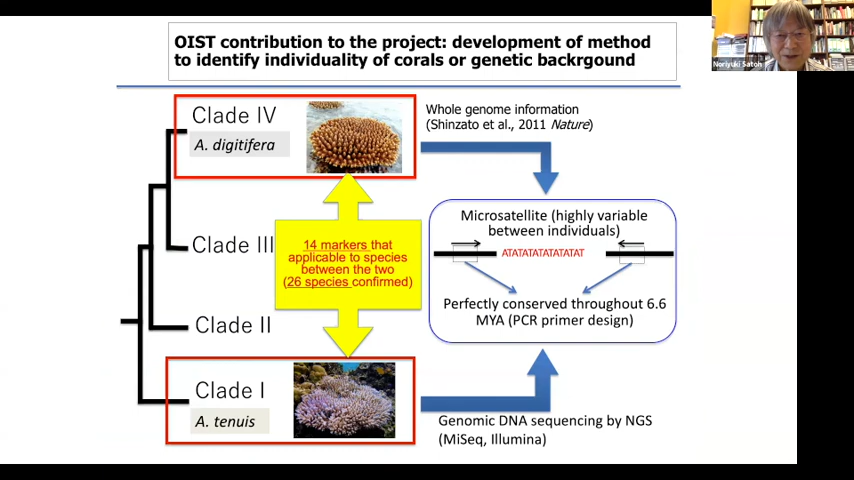 OIST contribution to the project: development of method
to identify individuality of corals or genetic backrgound
Noriyuki Satoh
Clade IV
A. digitifera
Whole genome information
(Shinzato et al., 2011 Nature)
Clade III
14 markers that
applicable to species
between the two
(26 species confirmed)
Microsatellite (highly variable
between individuals)
ATATATATATATATAT
Perfectly conserved throughout 6.6
MYA (PCR primer design)
Clade II
Clade I
A. tenuis
Genomic DNA sequencing by NGS
(MiSeq, Illumina)